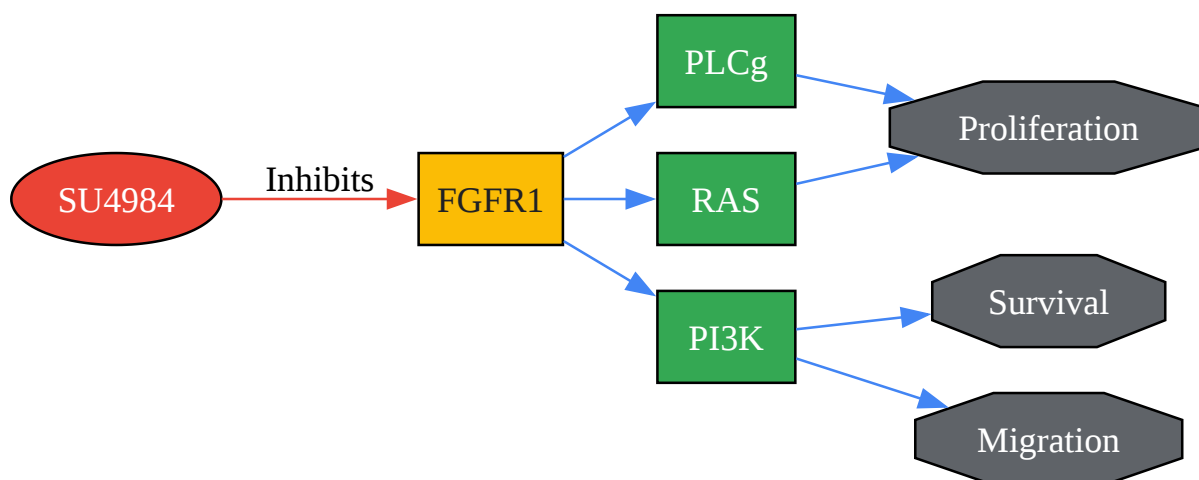 SU4984
Inhibits
FGFR1
PLCg
RAS
PI3K
Proliferation
Survival
Migration